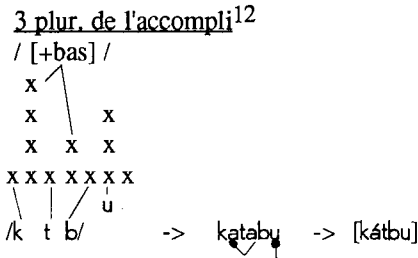 3 plur. de l'accompli12
/ [+bas] /
x
x x
x x x
x x x x x x x
u
/k t b/ -> katabu -> [kátbu]